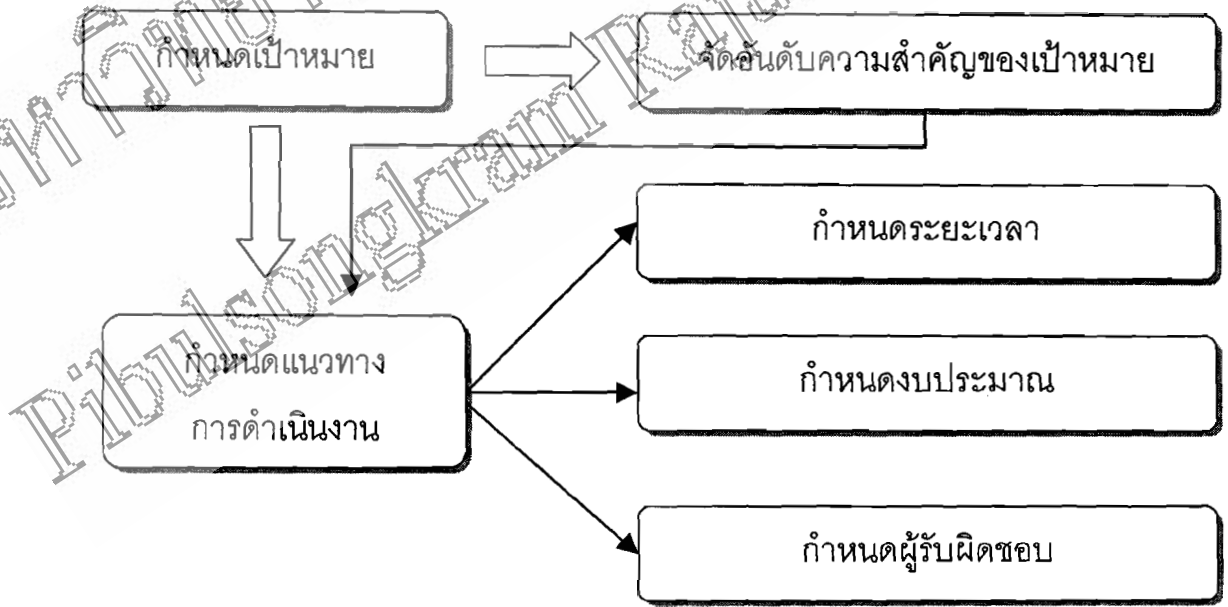 กำหนดเป้าหมาย
จัดอันดับความสำคัญของเป้าหมาย
กำหนดระยะเวลา
กำหนดแนวทาง
การดำเนินงาน
กำหนดงบประมาณ
กำหนดผู้รับผิดชอบ
Pibulsongkram